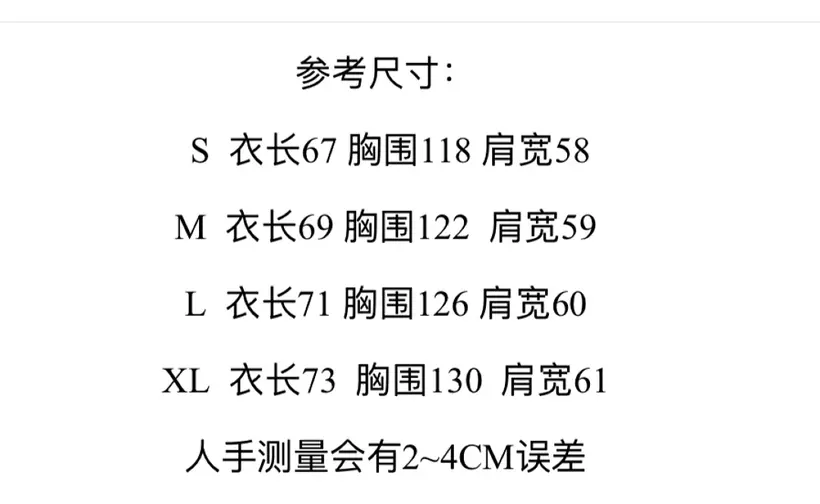 参考尺寸：
S 衣长67 胸围118 肩宽58
M 衣长69 胸围122 肩宽59
L 衣长71 胸围126 肩宽60
XL 衣长73 胸围130 肩宽61
人手测量会有2~4CM误差